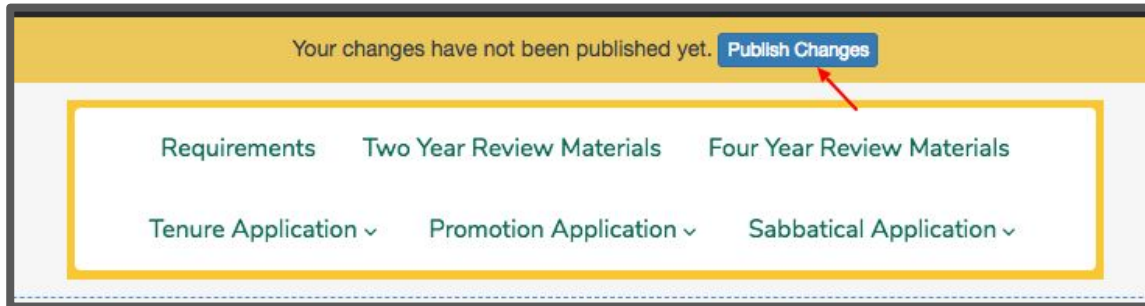 Your changes have not been published yet. Publish Changes
Requirements Two Year Review Materials Four Year Review Materials
Tenure Application Promotion Application Sabbatical Application